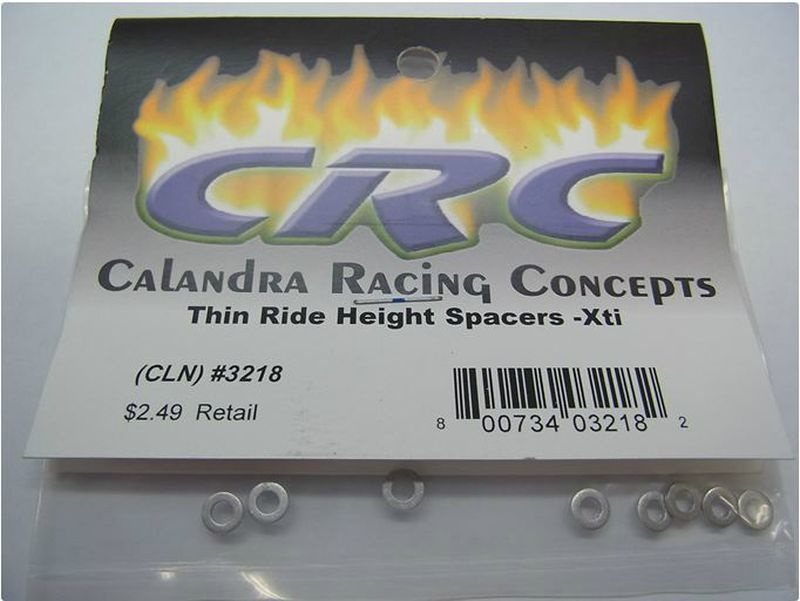 CRC
Calandra Racing Concepts
Thin Ride Height Spacers -Xti
(CLN) #3218
$2.49 Retail
8 00734 03218 2